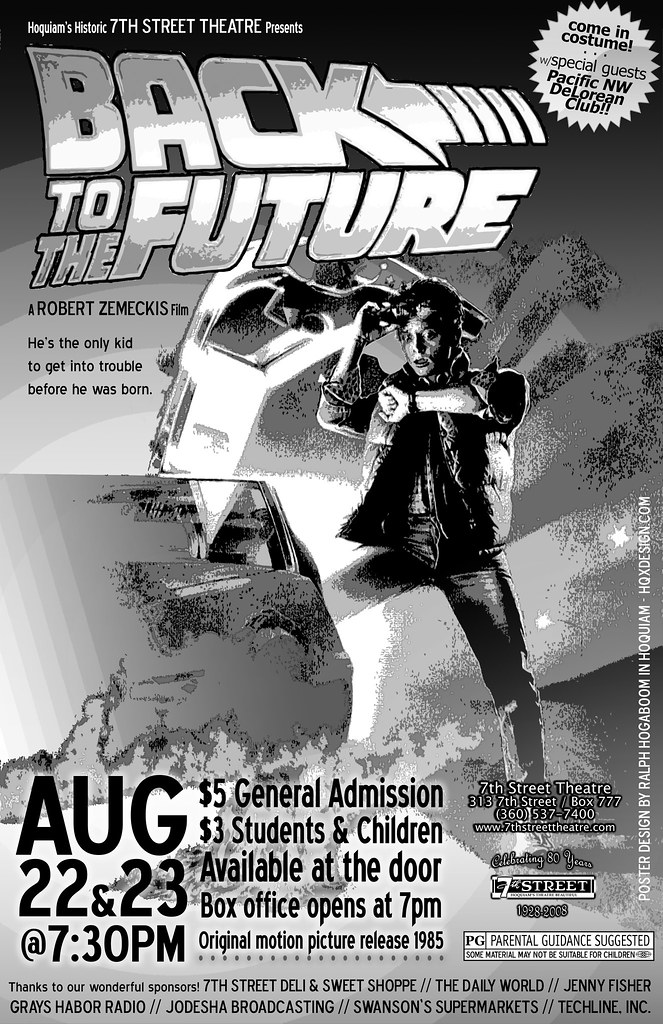 Hoquiam's Historic 7TH STREET THEATRE Presents
come in
costume!
...
w/special guests
Pacific NW
DeLorean
Club!!
BACK
TO THE FUTURE
A ROBERT ZEMECKIS Film
He's the only kid
to get into trouble
before he was born.
POSTER DESIGN BY RALPH HOGABOOM IN HOQUIAM - HQXDESIGN.COM
AUG
22&23
@7:30PM
$5 General Admission
$3 Students & Children
Available at the door
Box office opens at 7pm
Original motion picture release 1985
7th Street Theatre
313 7th Street / Box 777
(360) 537-7400
www.7thstreettheatre.com
Celebrating 80 Years
7th STREET
HOQUIAM'S THEATRE BEAUTIFUL
1928-2008
PG PARENTAL GUIDANCE SUGGESTED
SOME MATERIAL MAY NOT BE SUITABLE FOR CHILDREN
Thanks to our wonderful sponsors! 7TH STREET DELI & SWEET SHOPPE // THE DAILY WORLD // JENNY FISHER
GRAYS HABOR RADIO // JODESHA BROADCASTING // SWANSON'S SUPERMARKETS // TECHLINE, INC.